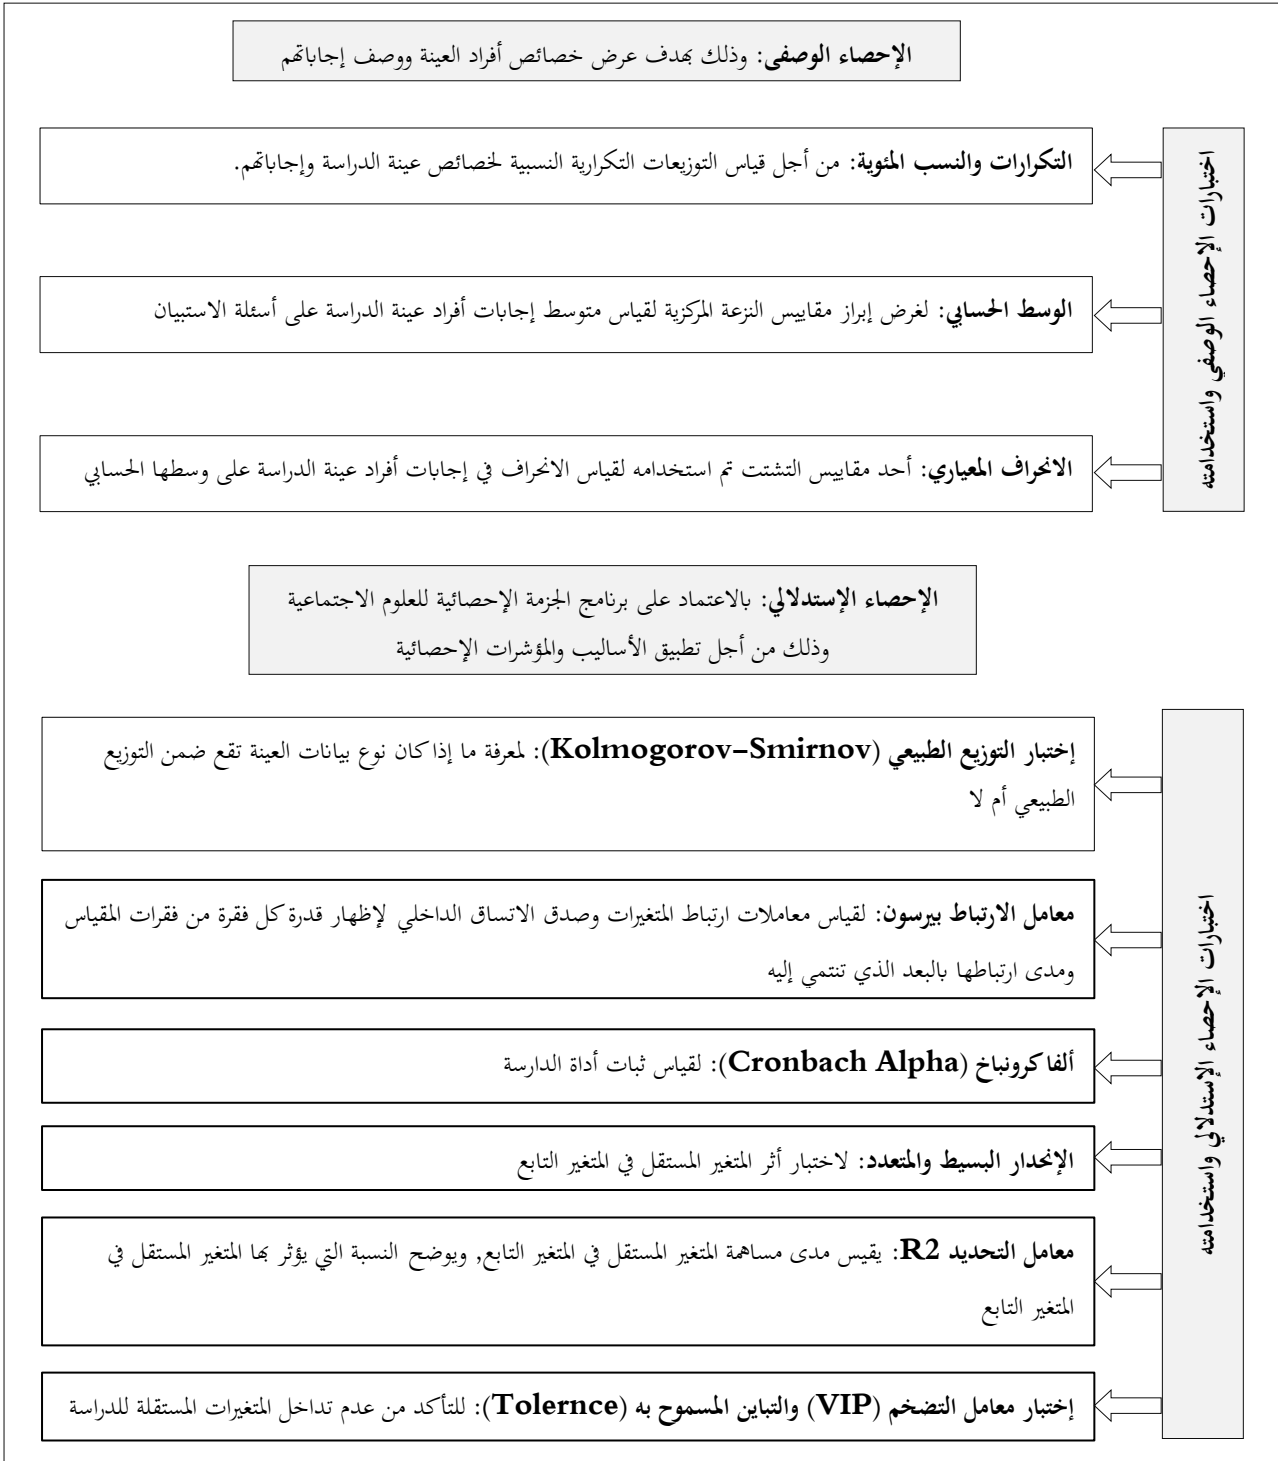 الإحصاء الوصفى: وذلك بهدف عرض خصائص أفراد العينة ووصف إجاباتهم
اختبارات الإحصاء الوصفي واستخدامته
التكرارات والنسب المئوية: من أجل قياس التوزيعات التكرارية النسبية لخصائص عينة الدراسة وإجاباتهم.
الوسط الحسابي: لغرض إبراز مقاييس النزعة المركزية لقياس متوسط إجابات أفراد عينة الدراسة على أسئلة الاستبيان
الانحراف المعياري: أحد مقاييس التشتت تم استخدامه لقياس الانحراف في إجابات أفراد عينة الدراسة على وسطها الحسابي
الإحصاء الإستدلالي: بالاعتماد على برنامج الجزمة الإحصائية للعلوم الاجتماعية
وذلك من أجل تطبيق الأساليب والمؤشرات الإحصائية
اختبارات الإحصاء الإستدلالي واستخدامته
إختبار التوزيع الطبيعي (Kolmogorov–Smirnov): لمعرفة ما إذا كان نوع بيانات العينة تقع ضمن التوزيع
الطبيعي أم لا
معامل الارتباط بيرسون: لقياس معاملات ارتباط المتغيرات وصدق الاتساق الداخلي لإظهار قدرة كل فقرة من فقرات المقياس
ومدى ارتباطها بالبعد الذي تنتمي إليه
ألفا كرونباخ (Cronbach Alpha): لقياس ثبات أداة الدارسة
الإنحدار البسيط والمتعدد: لاختبار أثر المتغير المستقل في المتغير التابع
معامل التحديد R2: يقيس مدى مساهمة المتغير المستقل في المتغير التابع, ويوضح النسبة التي يؤثر بها المتغير المستقل في
المتغير التابع
إختبار معامل التضخم (VIP) والتباين المسموح به (Tolernce): للتأكد من عدم تداخل المتغيرات المستقلة للدراسة